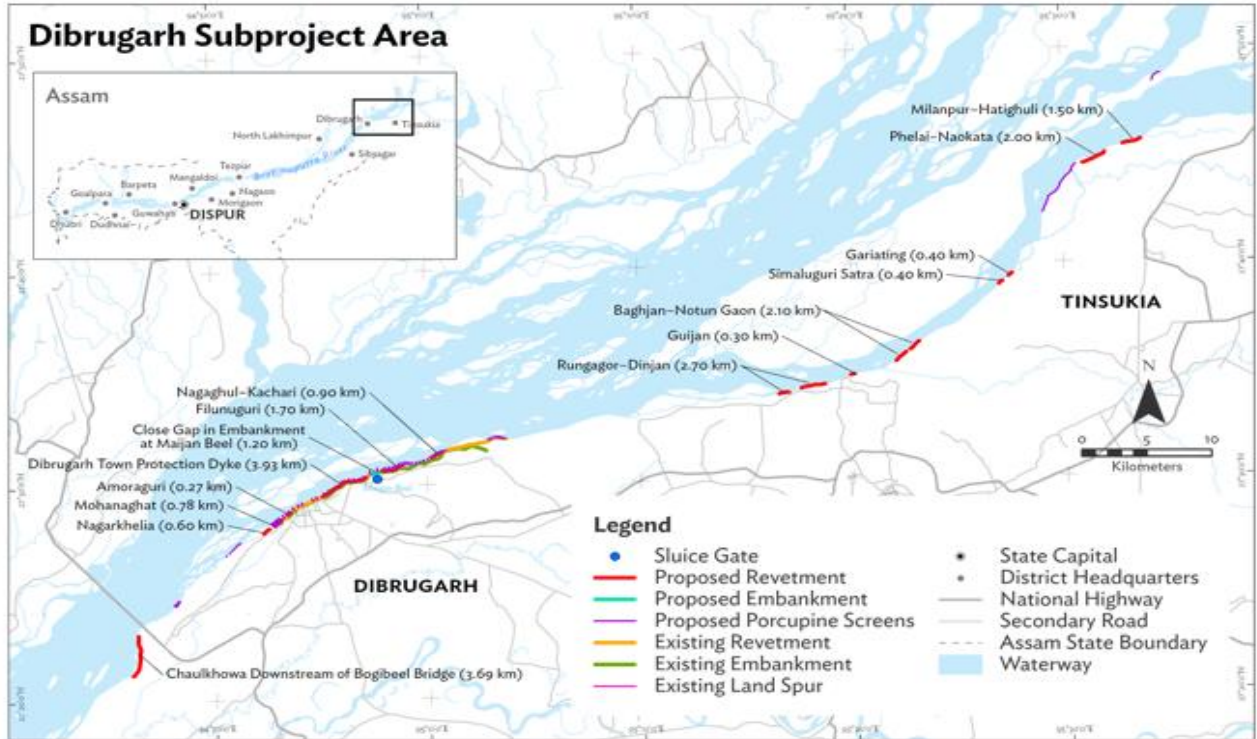 Dibrugarh Subproject Area
Assam
Dibrugarh
Tinsukia
North Lakhimpur
Sibsagar
Brahmaputra River
Tezpur
Mangaldoi
Barpeta
Goalpara
Nagaon
Morigaon
Guwahati
DISPUR
Dhubri
Dudhnai
Milanpur–Hatighuli (1.50 km)
Phelai–Naokata (2.00 km)
Gariating (0.40 km)
Simaluguri Satra (0.40 km)
TINSUKIA
Baghjan–Notun Gaon (2.10 km)
Guijan (0.30 km)
Rungagor–Dinjan (2.70 km)
N
0 5 10
Kilometers
Nagaghul–Kachari (0.90 km)
Filunuguri (1.70 km)
Close Gap in Embankment
at Maijan Beel (1.20 km)
Dibrugarh Town Protection Dyke (3.93 km)
Amoraguri (0.27 km)
Mohanaghat (0.78 km)
Nagarkhelia (0.60 km)
DIBRUGARH
Chaulkhowa Downstream of Bogibeel Bridge (3.69 km)
Legend
Sluice Gate
Proposed Revetment
Proposed Embankment
Proposed Porcupine Screens
Existing Revetment
Existing Embankment
Existing Land Spur
State Capital
District Headquarters
National Highway
Secondary Road
Assam State Boundary
Waterway